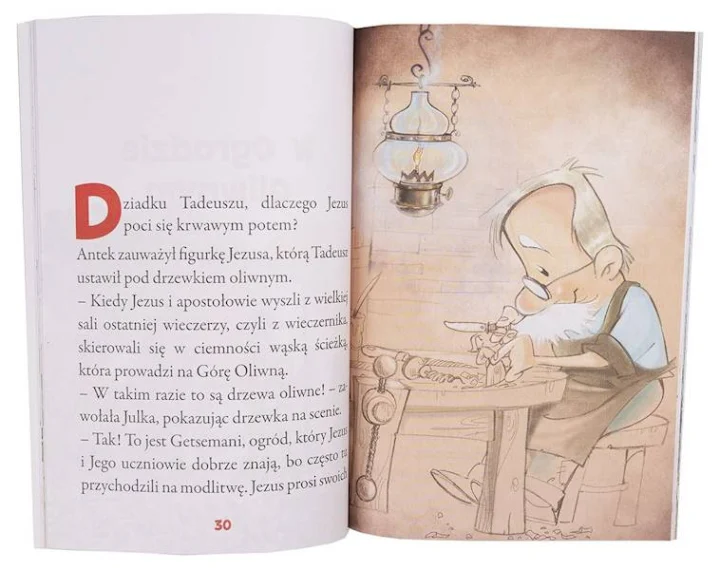 Dziadku Tadeuszu, dlaczego Jezus
poci się krwawym potem?
Antek zauważył figurkę Jezusa, którą Tadeusz
ustawił pod drzewkiem oliwnym.
– Kiedy Jezus i apostołowie wyszli z wielkiej
sali ostatniej wieczerzy, czyli z wieczernika,
skierowali się w ciemności wąską ścieżką,
która prowadzi na Górę Oliwną.
– W takim razie to są drzewa oliwne! – za-
wołała Julka, pokazując drzewka na scenie.
– Tak! To jest Getsemani, ogród, który Jezus
i Jego uczniowie dobrze znają, bo często tu
przychodzili na modlitwę. Jezus prosi swoich
30